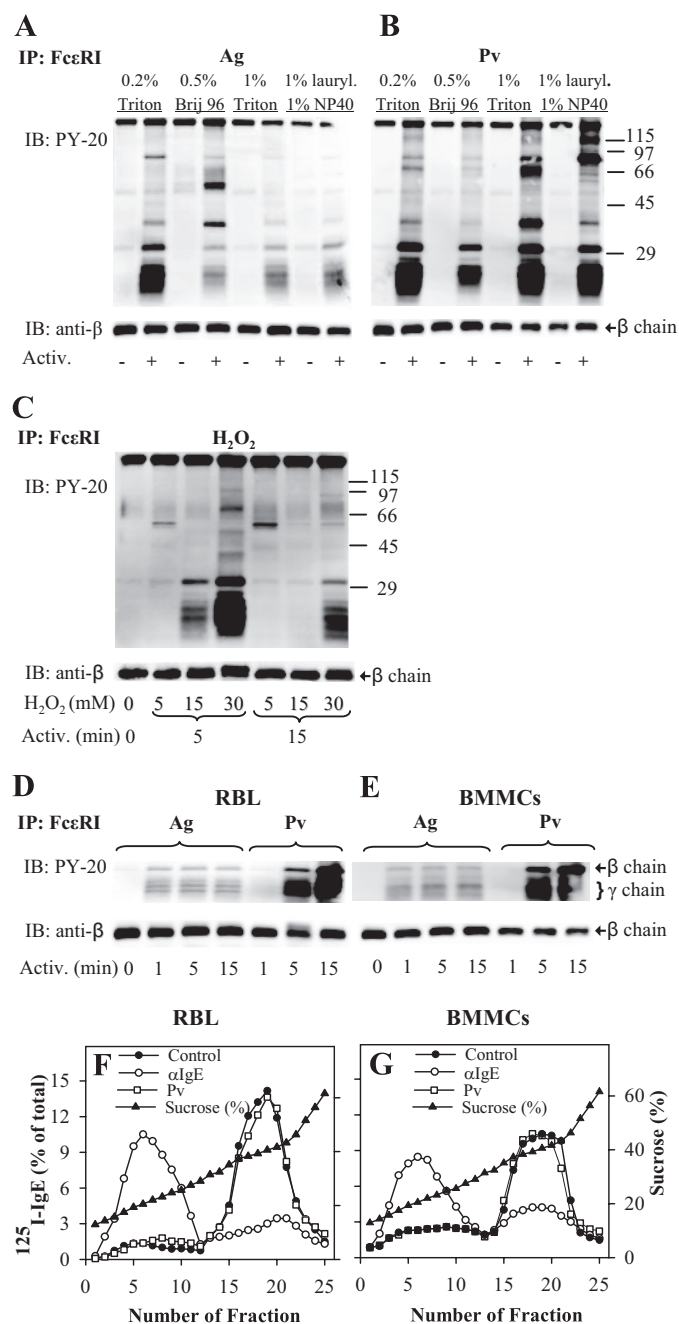 A B
IP: FcεRI Ag Pv
0.2% 0.5% 1% 1% lauryl. 0.2% 0.5% 1% 1% lauryl.
Triton Brij 96 Triton 1% NP40 Triton Brij 96 Triton 1% NP40
IB: PY-20
115
97
66
45
29
IB: anti-β ←β chain
Activ. - + - + - + - + - + - + - + - +
C
IP: FcεRI H₂O₂
IB: PY-20
115
97
66
45
29
IB: anti-β ←β chain
H₂O₂ (mM) 0 5 15 30 5 15 30
Activ. (min) 0 5 15
D RBL E BMMCs
IP: FcεRI Ag Pv Ag Pv
IB: PY-20 ←β chain
} γ chain
IB: anti-β ←β chain
Activ. (min) 0 1 5 15 1 5 15 0 1 5 15 1 5 15
RBL BMMCs
F G
Control
αIgE
Pv
Sucrose (%)
Control
αIgE
Pv
Sucrose (%)
¹²⁵I-IgE (% of total)
15
12
9
6
3
0
Sucrose (%)
60
40
20
0
0 5 10 15 20 25 0 5 10 15 20 25
Number of Fraction Number of Fraction